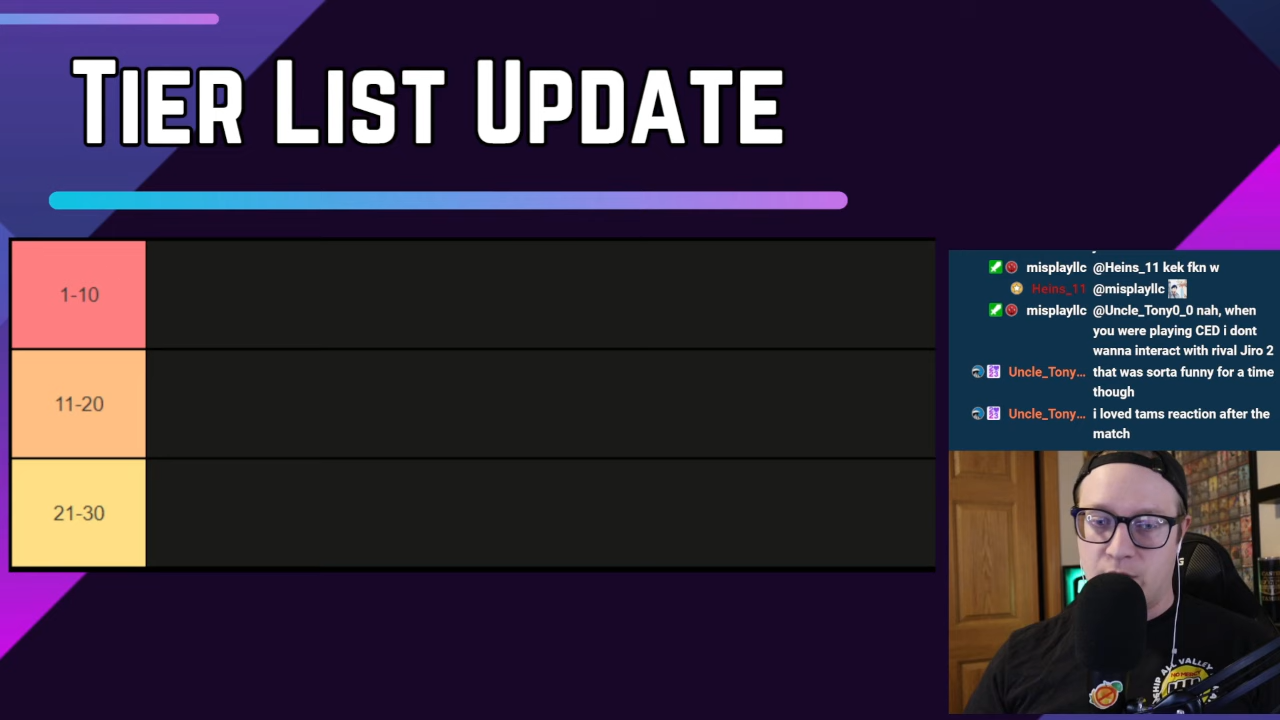 Tier List Update
1-10
11-20
21-30
misplayllc @Heins_11 kek fkn w
Heins_11 @misplayllc
misplayllc @Uncle_Tony0_0 nah, when
you were playing CED i dont
wanna interact with rival Jiro 2
Uncle_Tony... that was sorta funny for a time
though
Uncle_Tony... i loved tams reaction after the
match
ALL VALLEY